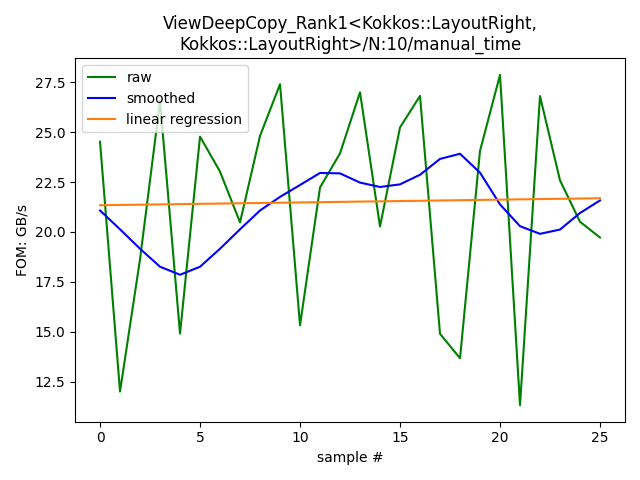 ViewDeepCopy_Rank1<Kokkos::LayoutRight,
Kokkos::LayoutRight>/N:10/manual_time
raw
smoothed
linear regression
FOM: GB/s
27.5
25.0
22.5
20.0
17.5
15.0
12.5
0
5
10
15
20
25
sample #